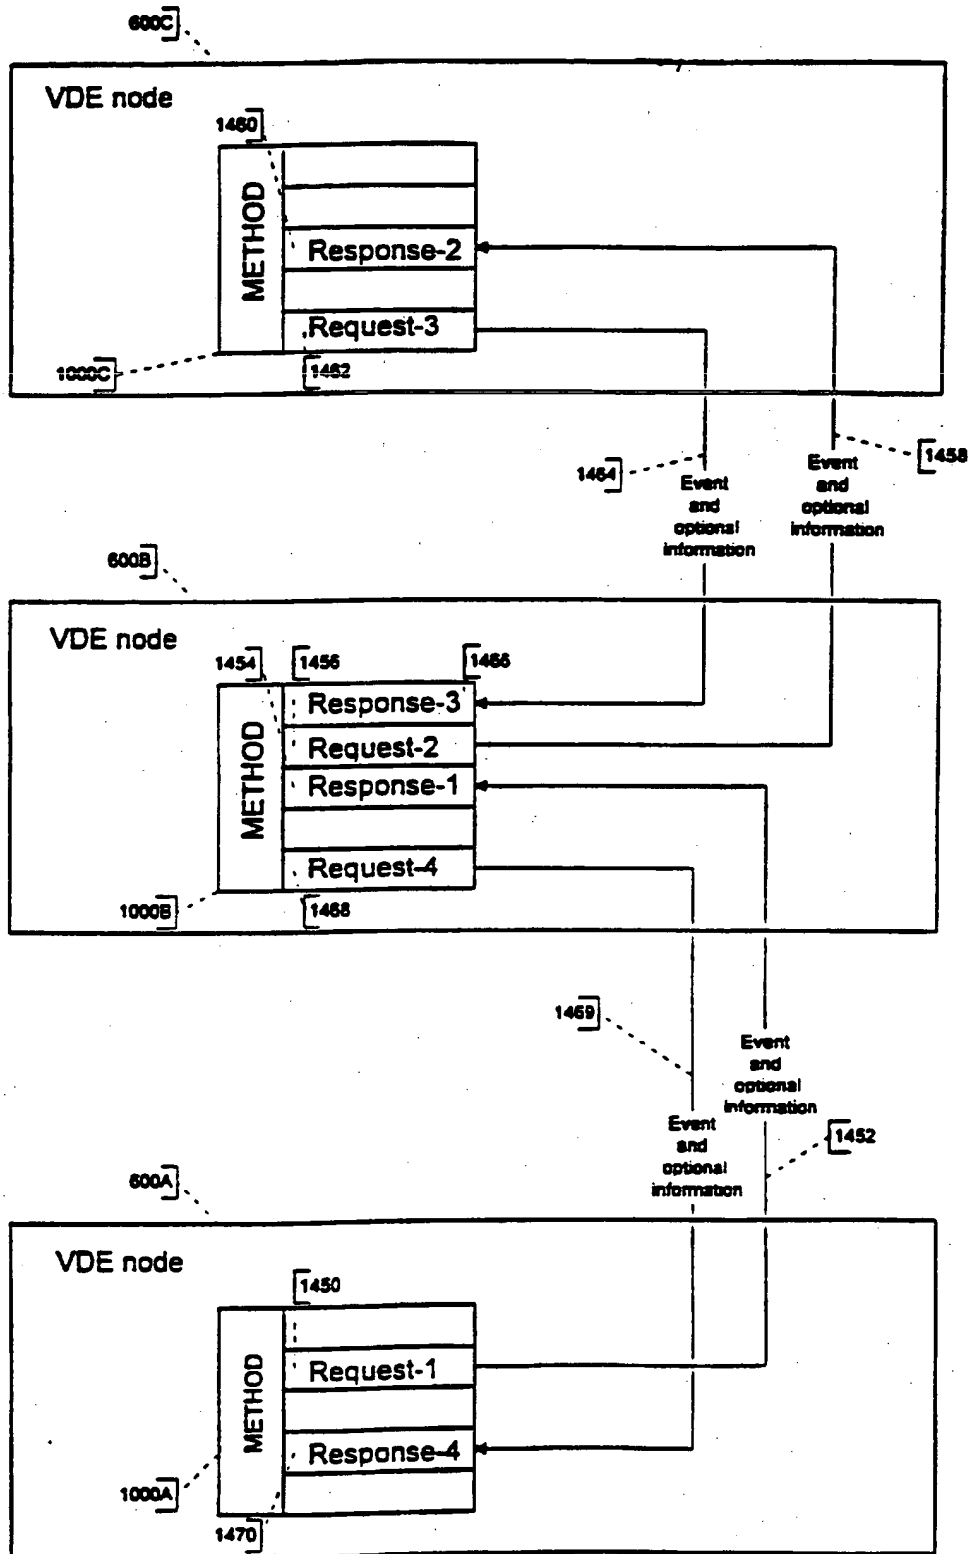 600C
VDE node
1460
METHOD
Response-2
Request-3
1000C
1462
1464
Event
and
optional
information
Event
and
optional
information
1458
600B
VDE node
1454
1456
1466
METHOD
Response-3
Request-2
Response-1
Request-4
1000B
1468
1469
Event
and
optional
information
Event
and
optional
information
1452
600A
VDE node
1450
METHOD
Request-1
Response-4
1000A
1470